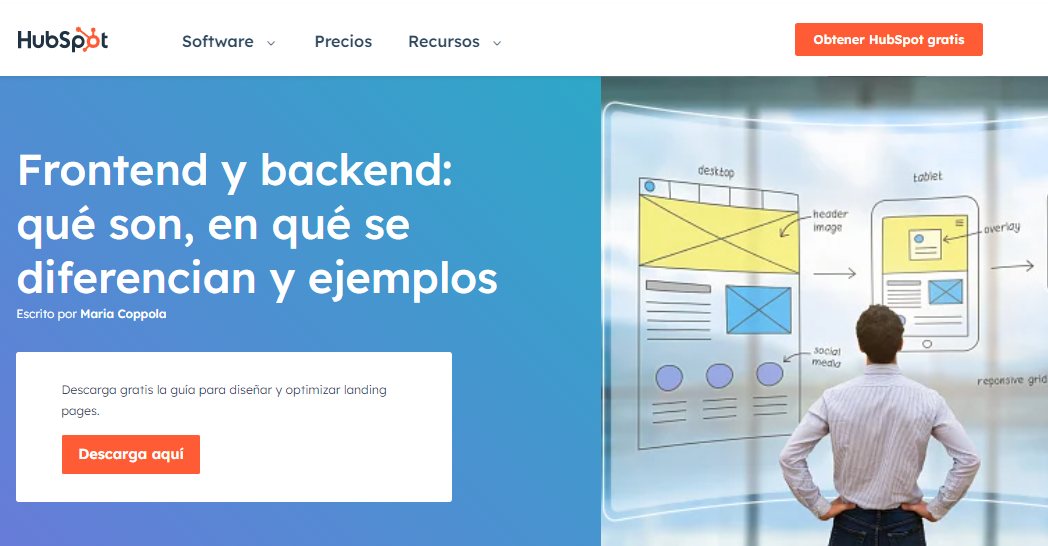 HubSpot
Software
Precios
Recursos
Obtener HubSpot gratis
Frontend y backend:
qué son, en qué se
diferencian y ejemplos
Escrito por Maria Coppola
Descarga gratis la guía para diseñar y optimizar landing
pages.
Descarga aquí
desktop
header
image
social
media
tablet
overlay
reponsive grid